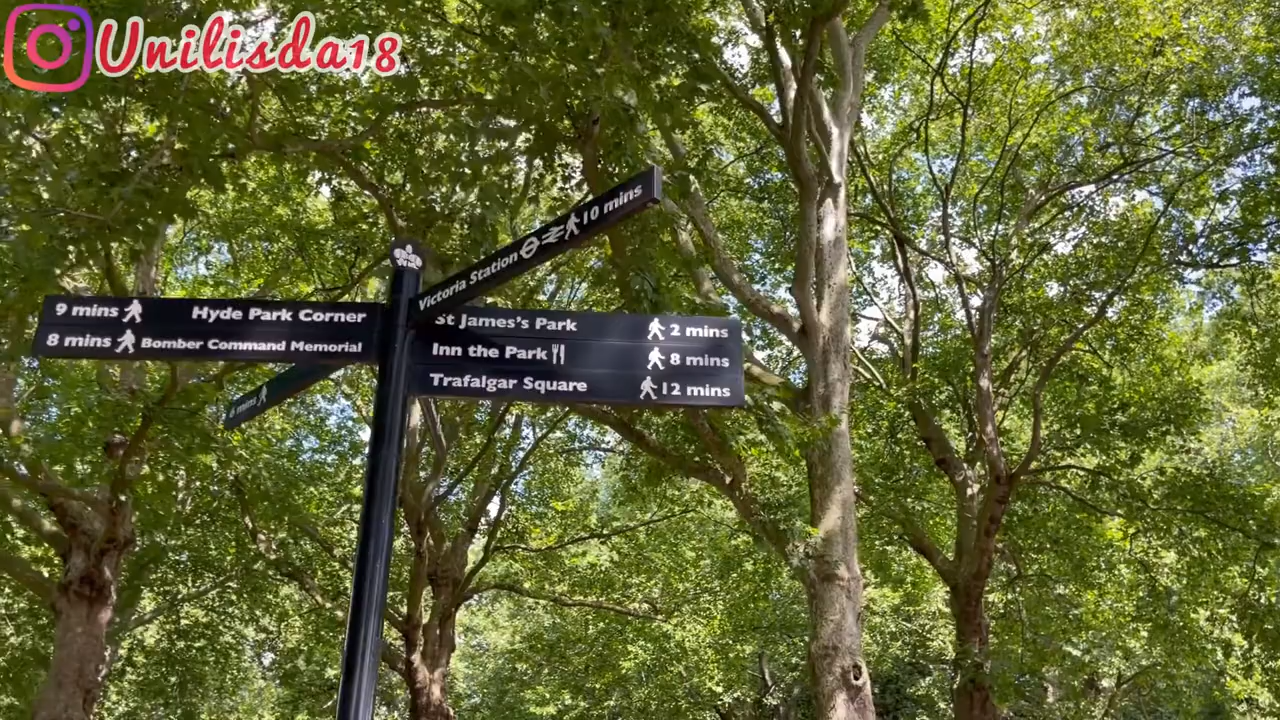 Unilisda18
Victoria Station 10 mins
9 mins Hyde Park Corner
8 mins Bomber Command Memorial
St James's Park 2 mins
Inn the Park 8 mins
Trafalgar Square 12 mins
mins